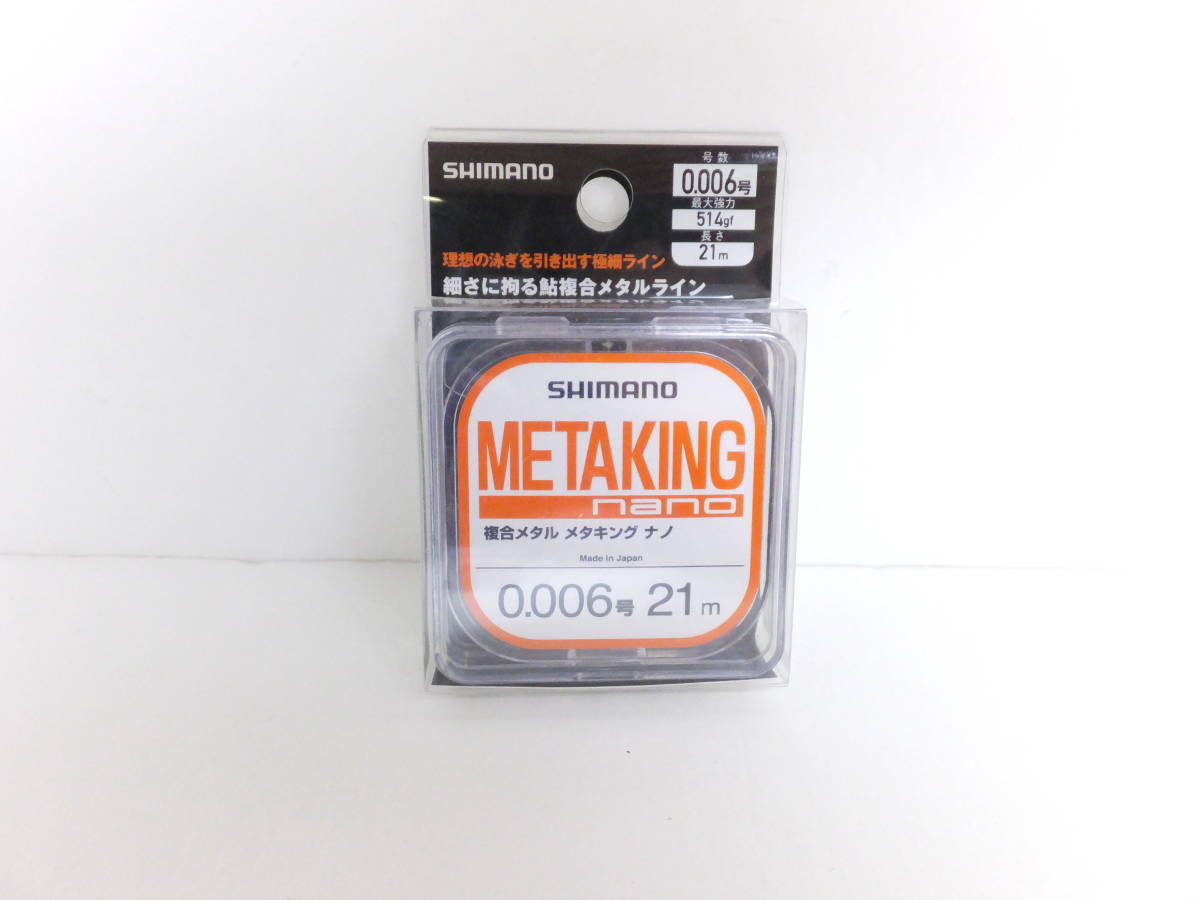 SHIMANO
号数
0.006号
最大強力
514gf
長さ
21m
理想の泳ぎを引き出す極細ライン
細さに拘る鮎複合メタルライン
SHIMANO
METAKING
nano
複合メタル メタキング ナノ
Made in Japan
0.006号 21m